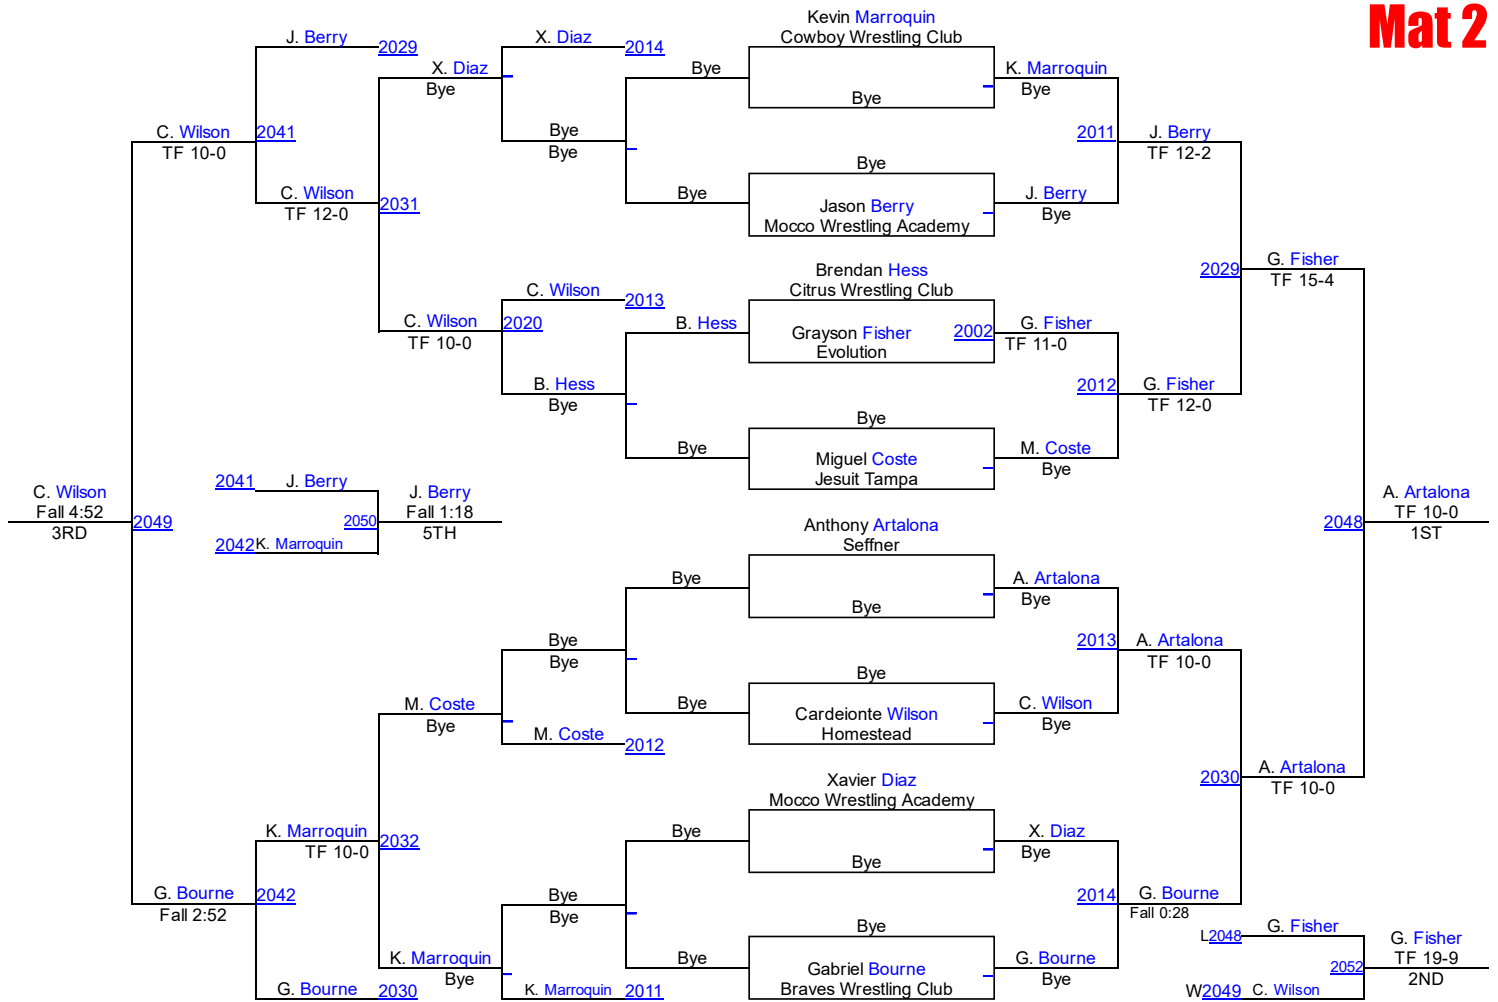 Mat 2
Kevin Marroquin
Cowboy Wrestling Club
Bye
Bye
Jason Berry
Mocco Wrestling Academy
Brendan Hess
Citrus Wrestling Club
Grayson Fisher 2002
Evolution
Bye
Miguel Coste
Jesuit Tampa
Anthony Artalona
Seffner
Bye
Bye
Cardeionte Wilson
Homestead
Xavier Diaz
Mocco Wrestling Academy
Bye
Bye
Gabriel Bourne
Braves Wrestling Club
K. Marroquin
Bye
J. Berry
Bye
G. Fisher
TF 11-0
M. Coste
Bye
A. Artalona
Bye
C. Wilson
Bye
X. Diaz
Bye
G. Bourne
Bye
2011
J. Berry
TF 12-2
2012
G. Fisher
TF 12-0
2013
A. Artalona
TF 10-0
2014
G. Bourne
Fall 0:28
2029
G. Fisher
TF 15-4
2030
A. Artalona
TF 10-0
2048
A. Artalona
TF 10-0
1ST
L2048 G. Fisher
W2049 C. Wilson
2052
G. Fisher
TF 19-9
2ND
Bye
Bye
B. Hess
Bye
Bye
Bye
Bye
Bye
X. Diaz 2014
Bye
Bye
C. Wilson 2013
B. Hess
Bye
Bye
Bye
M. Coste 2012
Bye
Bye
K. Marroquin 2011
X. Diaz
Bye
C. Wilson 2020
TF 10-0
M. Coste
Bye
K. Marroquin
Bye
J. Berry 2029
C. Wilson
TF 12-0
2031
K. Marroquin
TF 10-0
2032
G. Bourne 2030
C. Wilson 2041
TF 10-0
G. Bourne 2042
Fall 2:52
2041 J. Berry
2042 K. Marroquin
2050
J. Berry
Fall 1:18
5TH
C. Wilson
Fall 4:52
3RD
2049